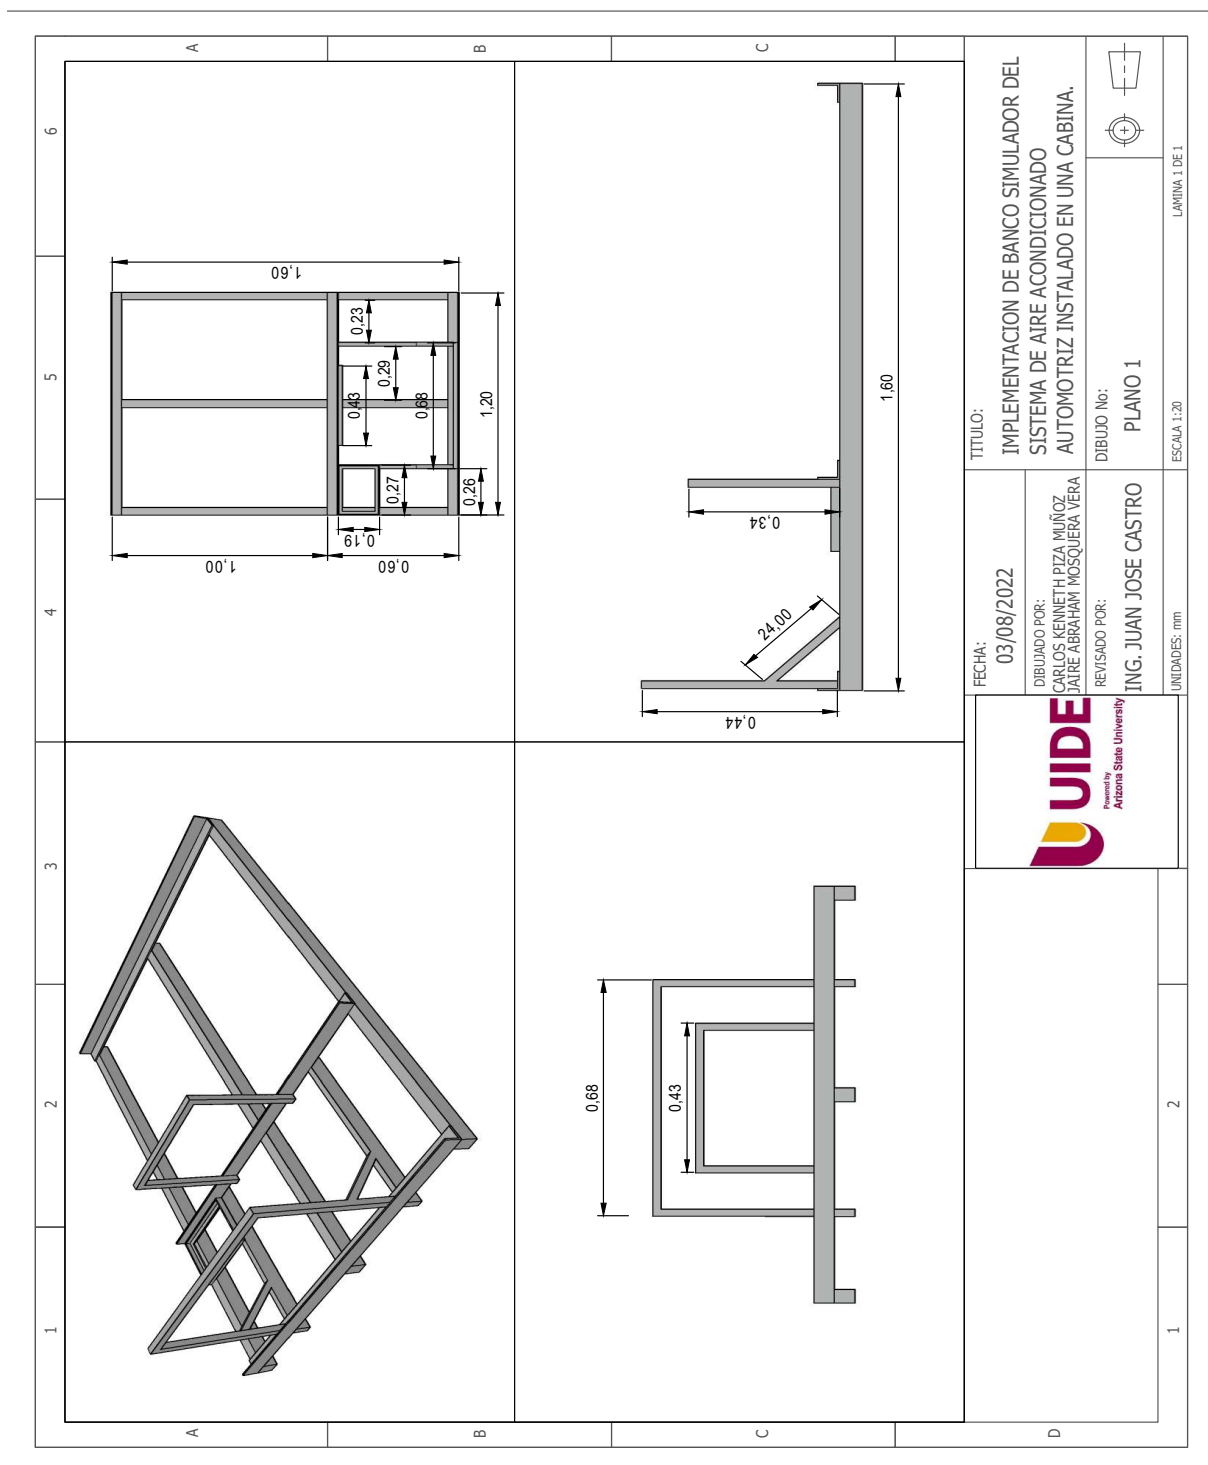 A
B
C
6
5
4
3
2
1
1,60
0,23
0,29
0,43
0,68
1,20
0,27
0,26
0,19
1,00
0,60
1,60
0,34
24,00
0,44
0,68
0,43
A
B
C
D
2
1
TITULO:
IMPLEMENTACION DE BANCO SIMULADOR DEL
SISTEMA DE AIRE ACONDICIONADO
AUTOMOTRIZ INSTALADO EN UNA CABINA.
DIBUJO No:
PLANO 1
ESCALA 1:20
LAMINA 1 DE 1
FECHA:
03/08/2022
DIBUJADO POR:
CARLOS KENNETH PIZA MUÑOZ
JAIRE ABRAHAM MOSQUERA VERA
REVISADO POR:
ING. JUAN JOSE CASTRO
UNIDADES: mm
UIDE
Powered by
Arizona State University